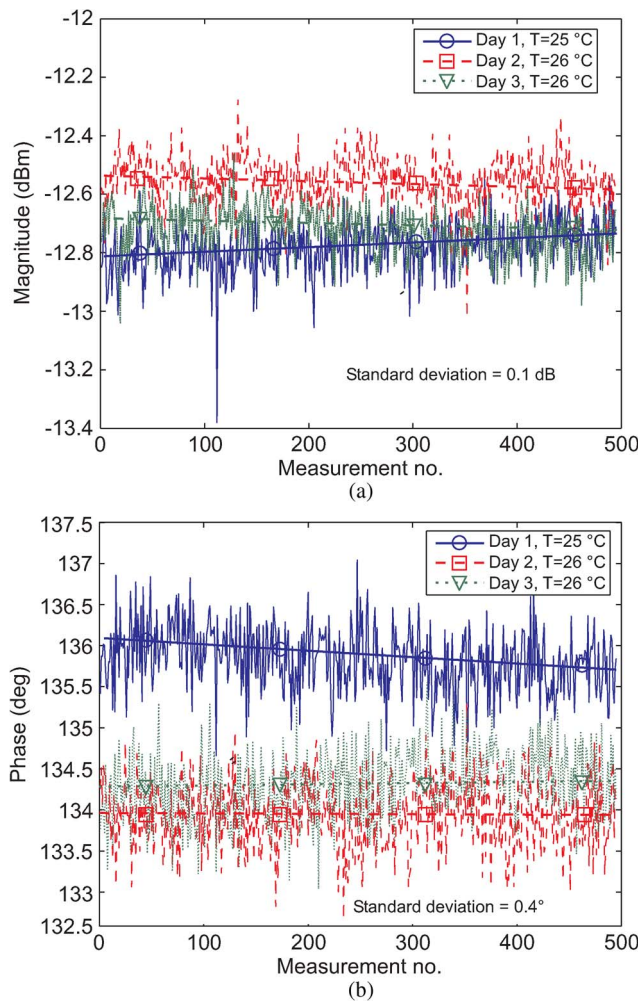 -12
-12.2
-12.4
-12.6
-12.8
-13
-13.2
-13.4
Magnitude (dBm)
Day 1, T=25 °C
Day 2, T=26 °C
Day 3, T=26 °C
Standard deviation = 0.1 dB
0 100 200 300 400 500
Measurement no.
(a)
137.5
137
136.5
136
135.5
135
134.5
134
133.5
133
132.5
Phase (deg)
Day 1, T=25 °C
Day 2, T=26 °C
Day 3, T=26 °C
Standard deviation = 0.4°
0 100 200 300 400 500
Measurement no.
(b)